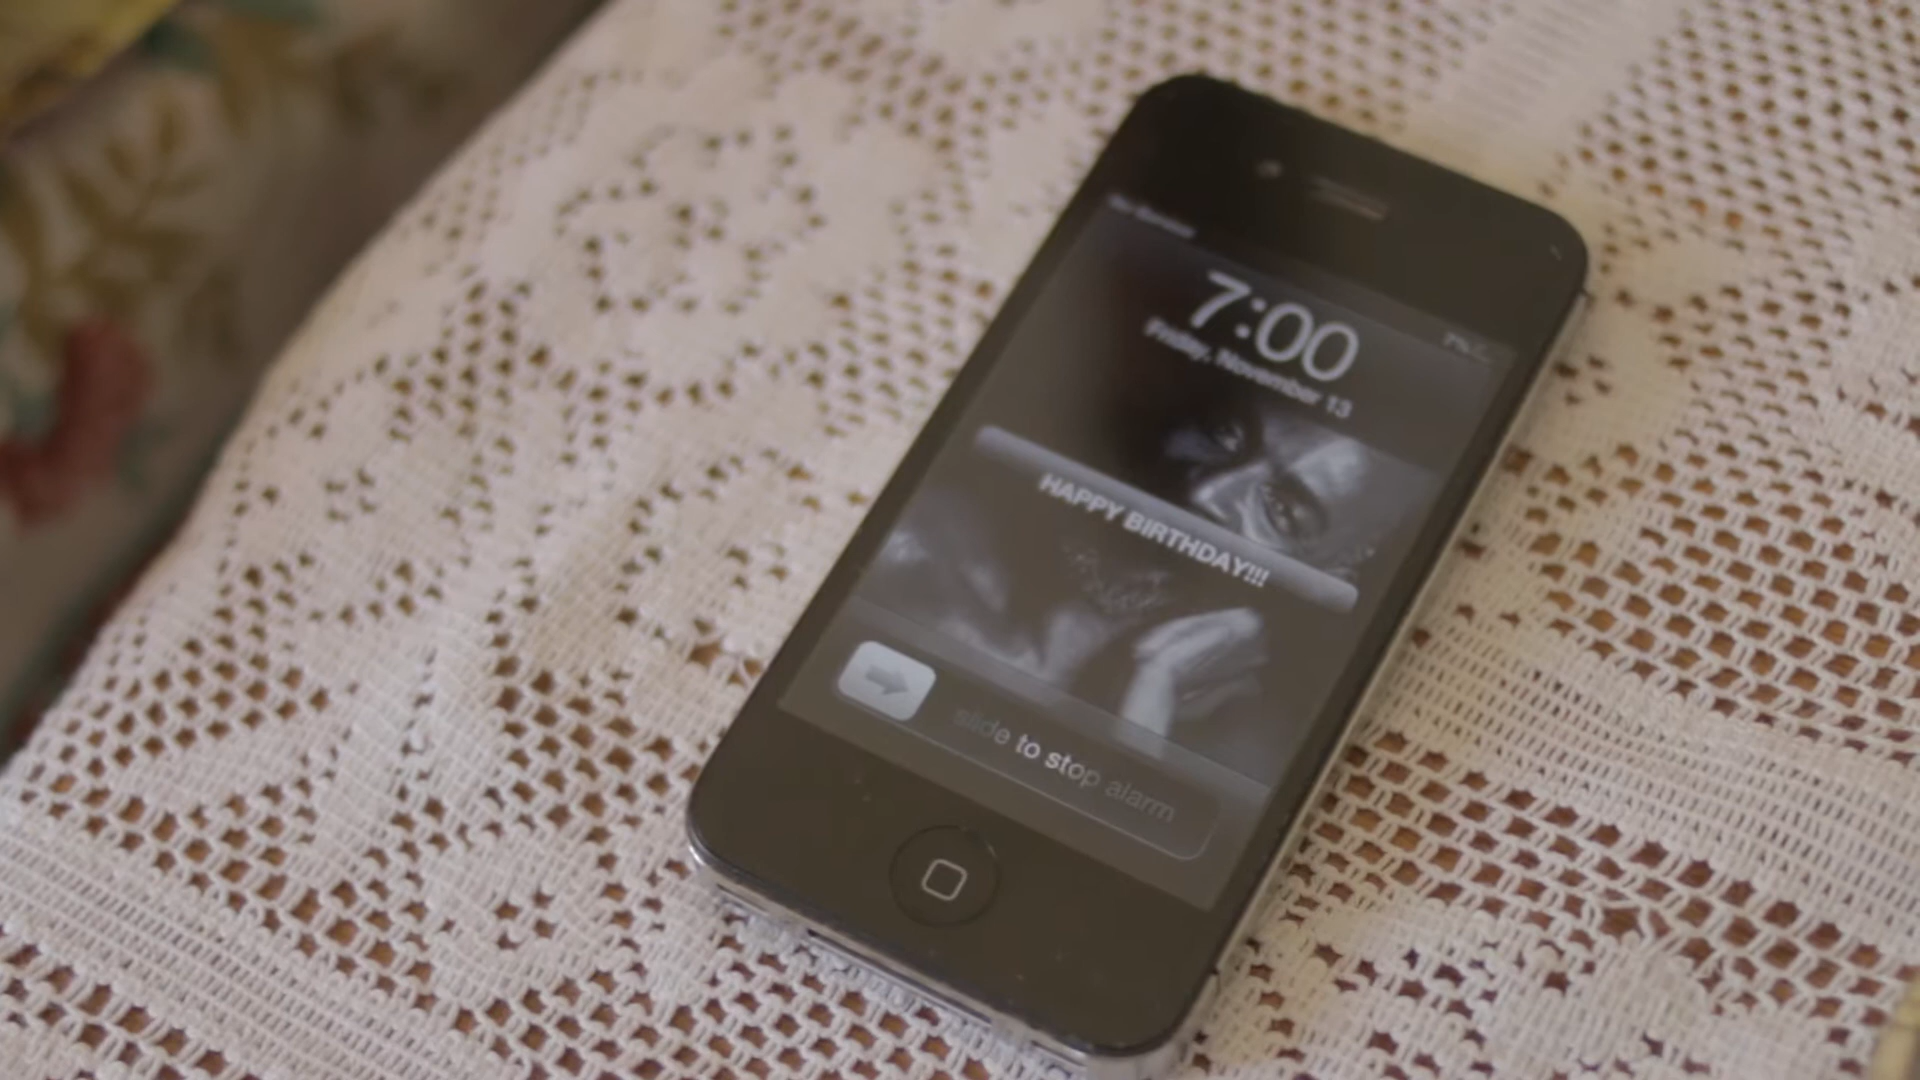 7:00
Friday, November 13
HAPPY BIRTHDAY!!!
slide to stop alarm